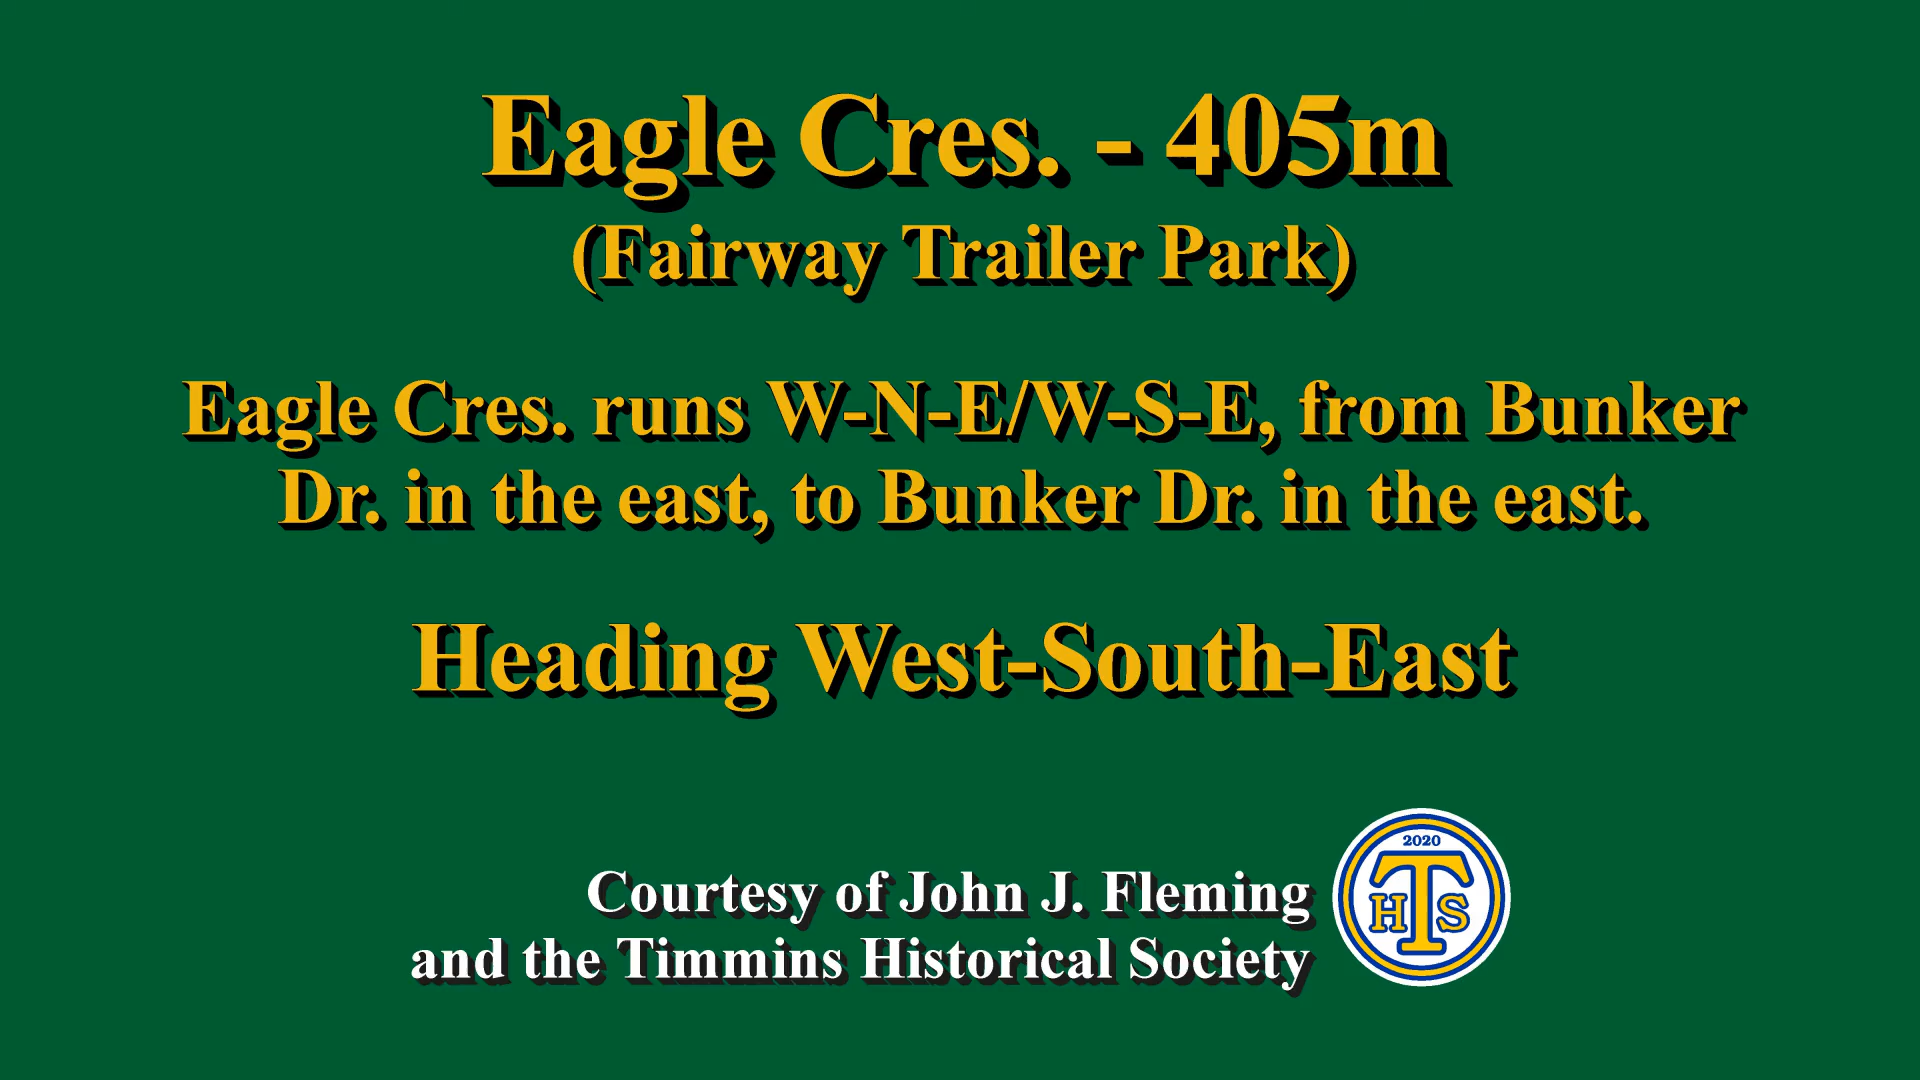 Eagle Cres. - 405m
(Fairway Trailer Park)
Eagle Cres. runs W-N-E/W-S-E, from Bunker
Dr. in the east, to Bunker Dr. in the east.
Heading West-South-East
Courtesy of John J. Fleming
and the Timmins Historical Society
2020
THS